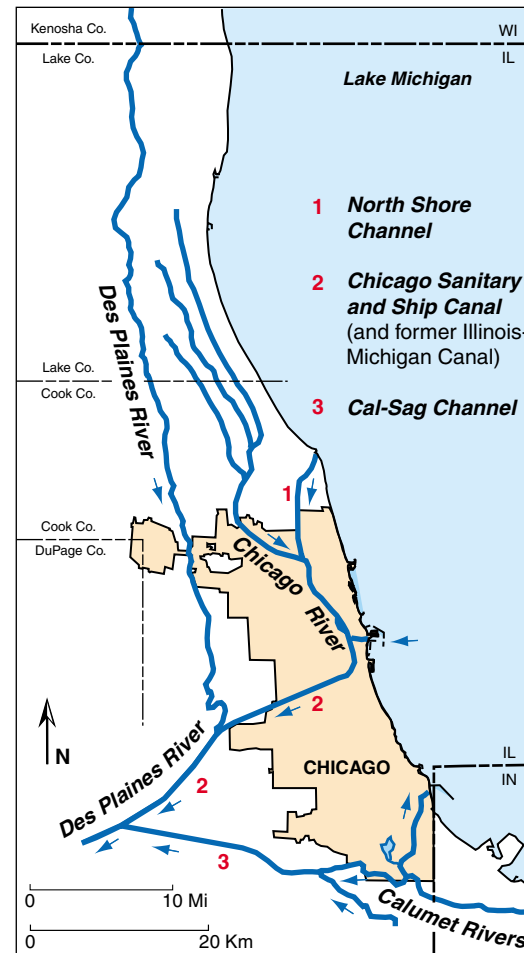 Kenosha Co.
Lake Co.
WI
IL
Lake Michigan
1 North Shore
Channel
2 Chicago Sanitary
and Ship Canal
(and former Illinois-
Michigan Canal)
3 Cal-Sag Channel
Des Plaines River
Lake Co.
Cook Co.
1
Cook Co.
DuPage Co.
Chicago River
2
N
Des Plaines River
2
CHICAGO
IL
IN
3
Calumet Rivers
0 10 Mi
0 20 Km